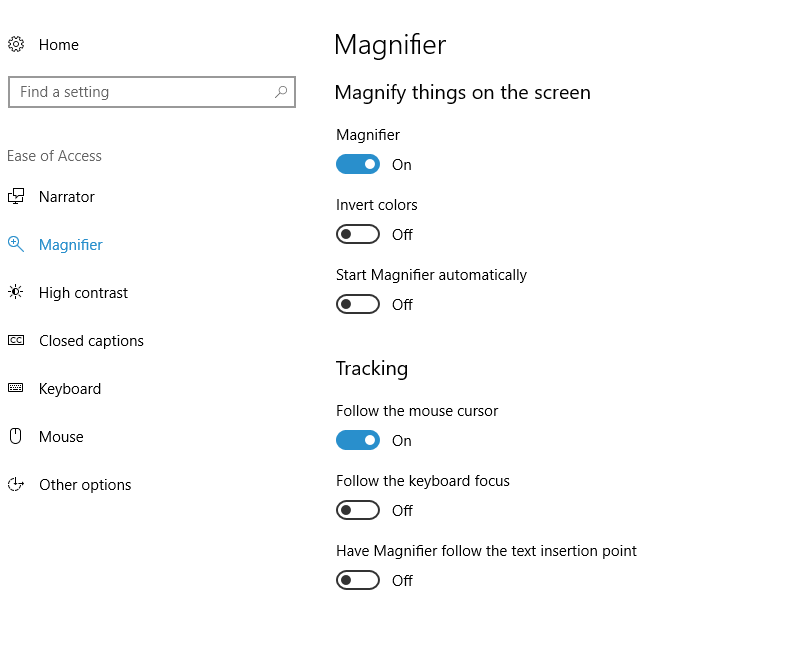 Home
Find a setting
Ease of Access
Narrator
Magnifier
High contrast
CC Closed captions
Keyboard
Mouse
Other options
Magnifier
Magnify things on the screen
Magnifier
On
Invert colors
Off
Start Magnifier automatically
Off
Tracking
Follow the mouse cursor
On
Follow the keyboard focus
Off
Have Magnifier follow the text insertion point
Off